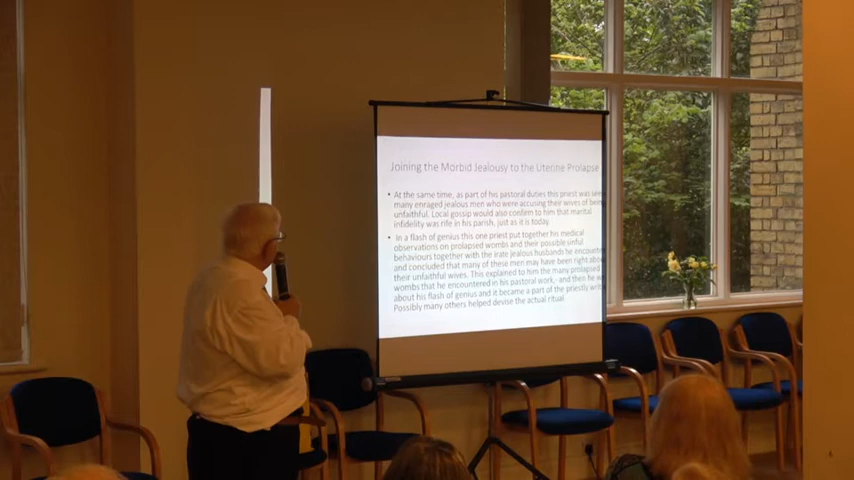 Joining the Morbid Jealousy to the Uterine Prolapse
• At the same time, as part of his pastoral duties this priest was
many enraged jealous men who were accusing their wives of
unfaithful. Local gossip would also confirm to him that marital
infidelity was rife in his parish, just as it is today.
• In a flash of genius this one priest put together his medical
observations on prolapsed wombs and their possible sinful
behaviours together with the irate jealous husbands he
and concluded that many of these men may have been right
their unfaithful wives. This explained to him the many prolapsed
wombs that he encountered in his pastoral work,- and then he
about his flash of genius and it became a part of the priestly
Possibly many others helped devise the actual ritual